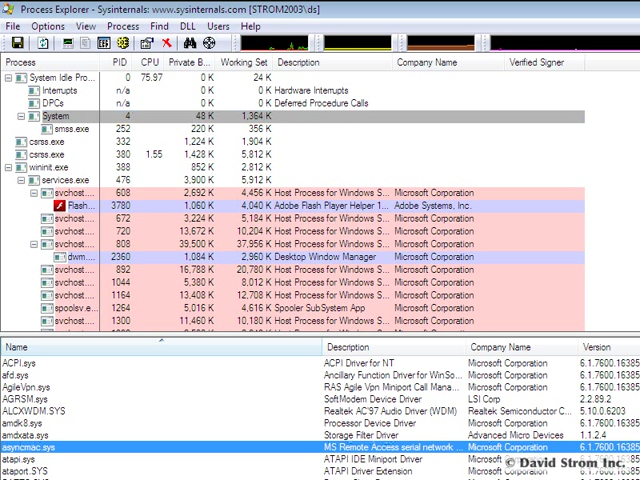 Process Explorer - Sysinternals: www.sysinternals.com [STROM2003\ds]
File Options View Process Find DLL Users Help
Process PID CPU Private B... Working Set Description Company Name Verified Signer
System Idle Pro... 0 75.97 0 K 24 K
Interrupts n/a 0 K 0 K Hardware Interrupts
DPCs n/a 0 K 0 K Deferred Procedure Calls
System 4 48 K 1,364 K
smss.exe 252 220 K 356 K
csrss.exe 332 1,224 K 1,904 K
csrss.exe 380 1.55 1,428 K 5,812 K
wininit.exe 388 852 K 2,812 K
services.exe 476 3,900 K 5,912 K
svchost.... 608 2,692 K 4,456 K Host Process for Windows S... Microsoft Corporation
Flash... 3780 1,060 K 4,040 K Adobe Flash Player Helper 1... Adobe Systems, Inc.
svchost.... 672 3,224 K 5,184 K Host Process for Windows S... Microsoft Corporation
svchost.... 720 13,672 K 10,204 K Host Process for Windows S... Microsoft Corporation
svchost.... 808 39,500 K 37,956 K Host Process for Windows S... Microsoft Corporation
dwm.... 2360 1,084 K 2,960 K Desktop Window Manager Microsoft Corporation
svchost.... 892 16,788 K 20,780 K Host Process for Windows S... Microsoft Corporation
svchost.... 1044 5,380 K 8,012 K Host Process for Windows S... Microsoft Corporation
svchost.... 1164 13,408 K 12,708 K Host Process for Windows S... Microsoft Corporation
spoolsv.e... 1264 5,016 K 4,616 K Spooler SubSystem App Microsoft Corporation
svchost.... 1300 11,460 K 10,180 K Host Process for Windows S... Microsoft Corporation
Name Description Company Name Version
ACPI.sys ACPI Driver for NT Microsoft Corporation 6.1.7600.16385
afd.sys Ancillary Function Driver for Win... Microsoft Corporation 6.1.7600.16385
AgileVpn.sys RAS Agile Vpn Miniport Call Mana... Microsoft Corporation 6.1.7600.16385
AGRSM.sys SoftModem Device Driver LSI Corp 2.2.89.2
ALCXWDM.SYS Realtek AC'97 Audio Driver (WDM) Realtek Semiconductor C... 5.10.0.6203
amdk8.sys Processor Device Driver Microsoft Corporation 6.1.7600.16385
amdxata.sys Storage Filter Driver Advanced Micro Devices 1.1.2.4
asyncmac.sys MS Remote Access serial network ... Microsoft Corporation 6.1.7600.16385
atapi.sys ATAPI IDE Miniport Driver Microsoft Corporation
ataport.SYS ATAPI Driver Extension Microsoft Corporation 6.1.7600.16385
© David Strom Inc.